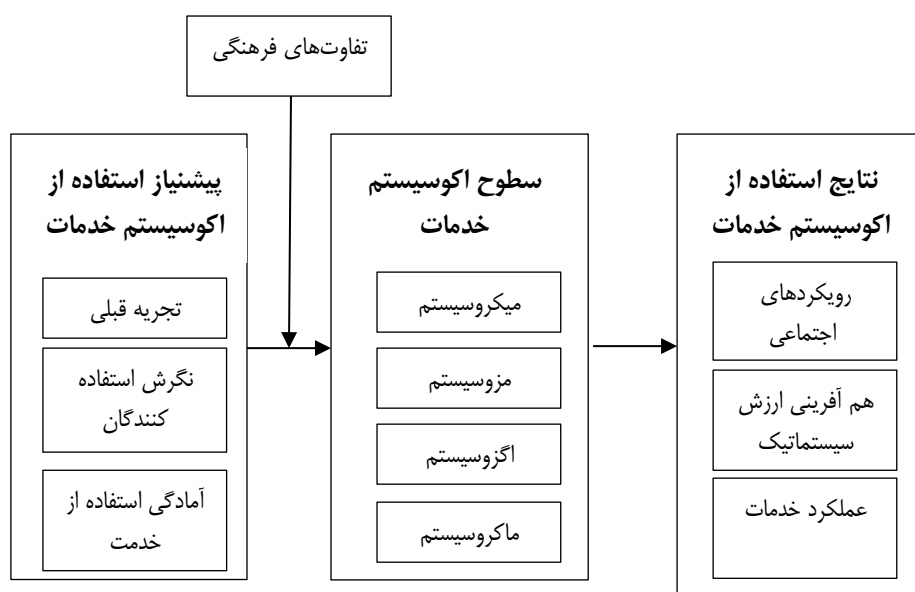 تفاوت‌های فرهنگی
پیشنیاز استفاده از
اکوسیستم خدمات
تجربه قبلی
نگرش استفاده
کنندگان
آمادگی استفاده از
خدمت
سطوح اکوسیستم
خدمات
میکروسیستم
مزوسیستم
اگزوسیستم
ماکروسیستم
نتایج استفاده از
اکوسیستم خدمات
رویکردهای
اجتماعی
هم آفرینی ارزش
سیستماتیک
عملکرد خدمات